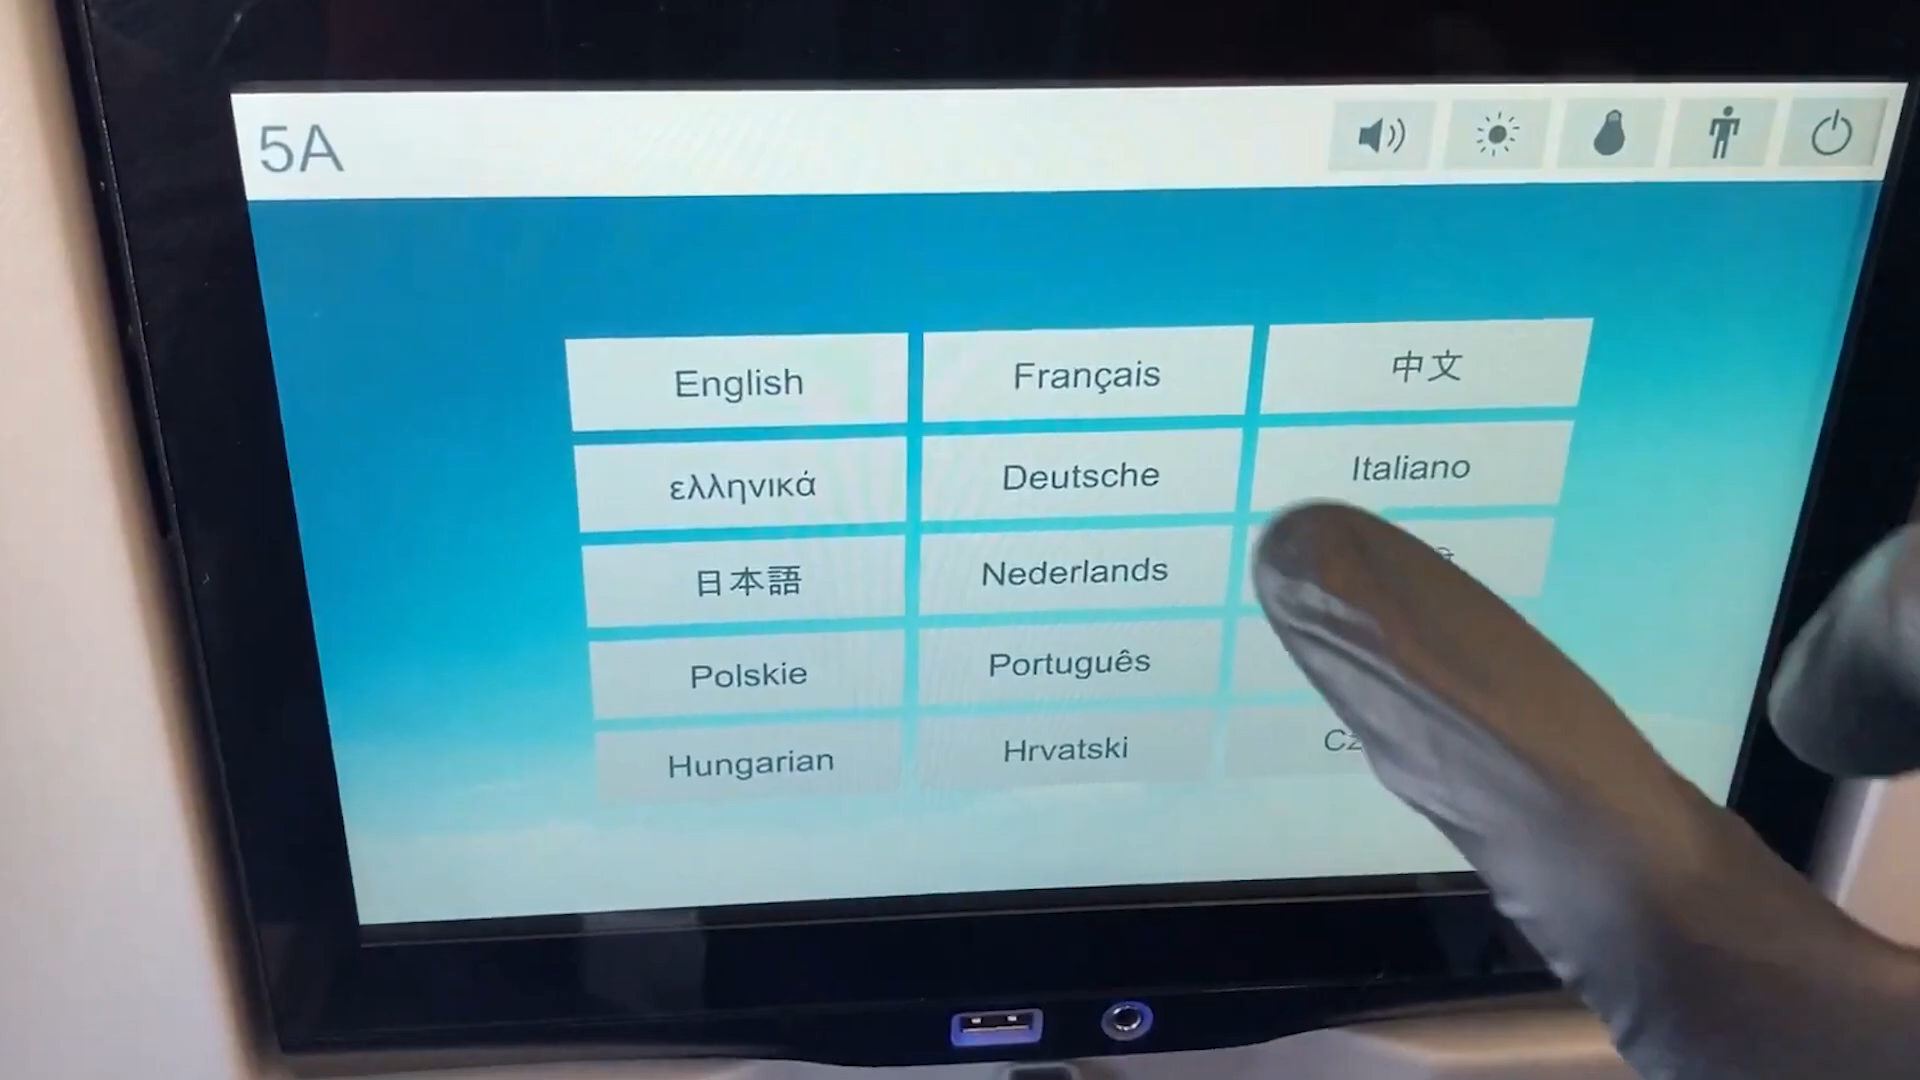 5A
English
Français
中文
ελληνικά
Deutsche
Italiano
日本語
Nederlands
Polskie
Português
Hungarian
Hrvatski